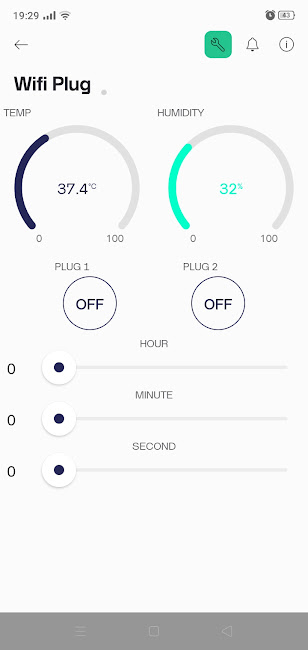 19:29 43
Wifi Plug
TEMP HUMIDITY
37.4°C 32%
0 100 0 100
PLUG 1 PLUG 2
OFF OFF
HOUR
0
MINUTE
0
SECOND
0